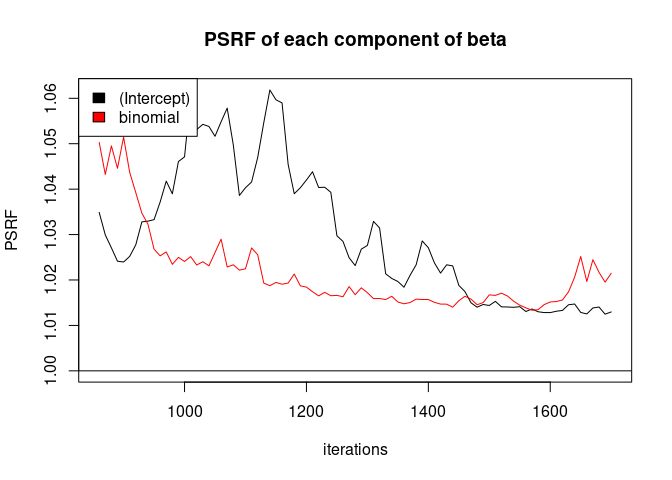 PSRF of each component of beta
(Intercept)
binomial
PSRF
1.06
1.05
1.04
1.03
1.02
1.01
1.00
1000 1200 1400 1600
iterations